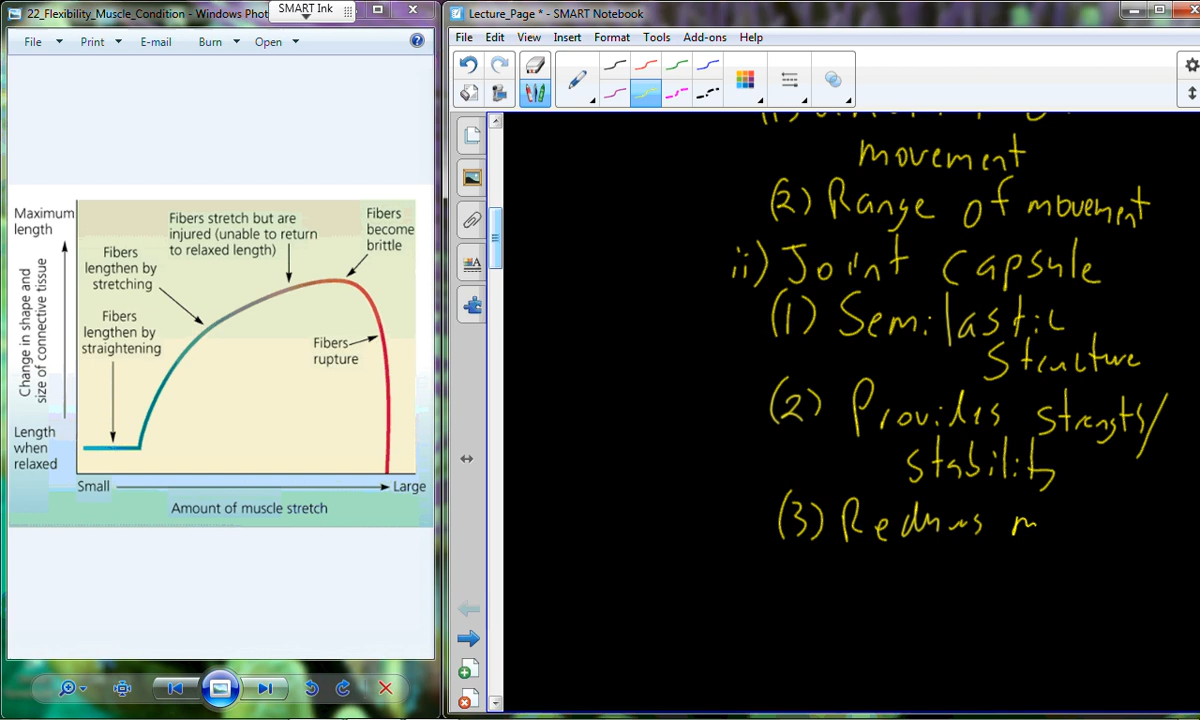 22_Flexibility_Muscle_Condition - Windows Phot
SMART Ink
File Print E-mail Burn Open
Maximum length
Change in shape and size of connective tissue
Length when relaxed
Fibers lengthen by straightening
Fibers lengthen by stretching
Fibers stretch but are injured (unable to return to relaxed length)
Fibers become brittle
Fibers rupture
Small Large
Amount of muscle stretch
Lecture_Page * - SMART Notebook
File Edit View Insert Format Tools Add-ons Help
movement
(2) Range of movement
ii) Joint capsule
(1) Semilastic
structure
(2) Provides strength/
stability
(3) Reduces m